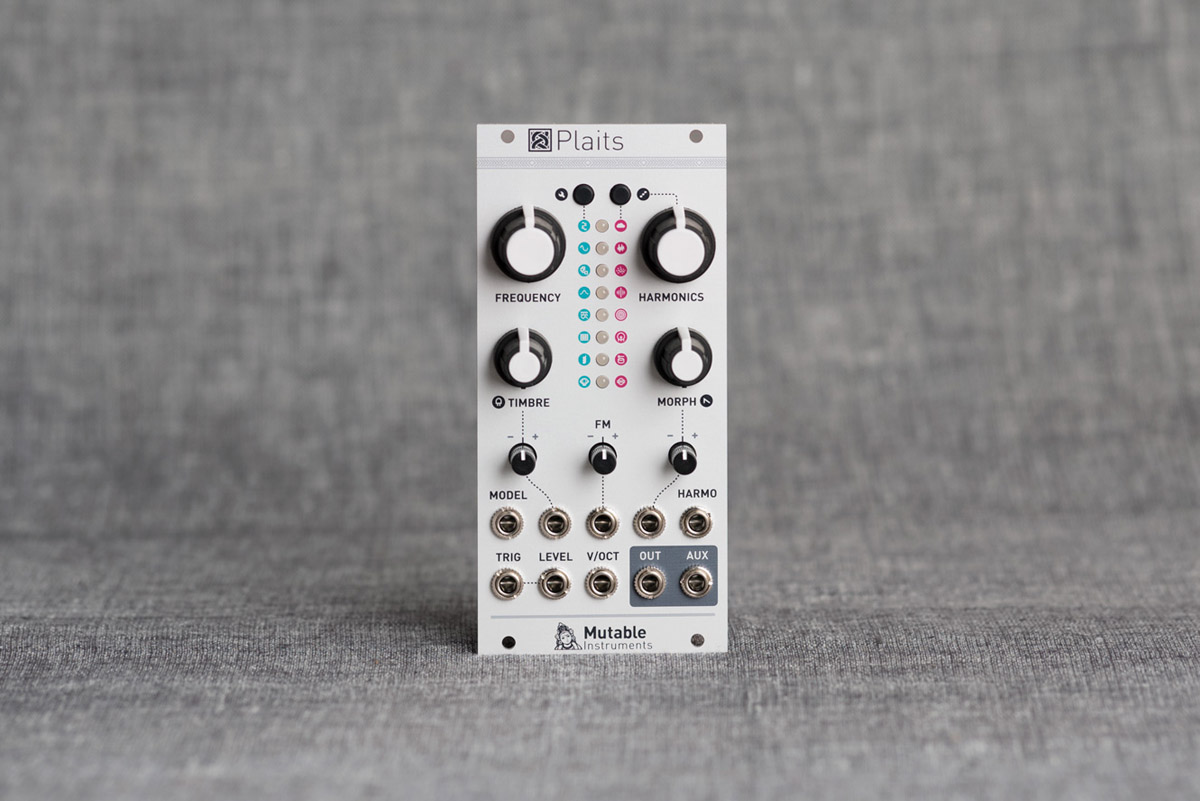 Plaits
FREQUENCY
HARMONICS
TIMBRE
MORPH
FM
- +
- +
- +
MODEL
HARMO
TRIG
LEVEL
V/OCT
OUT
AUX
Mutable
Instruments